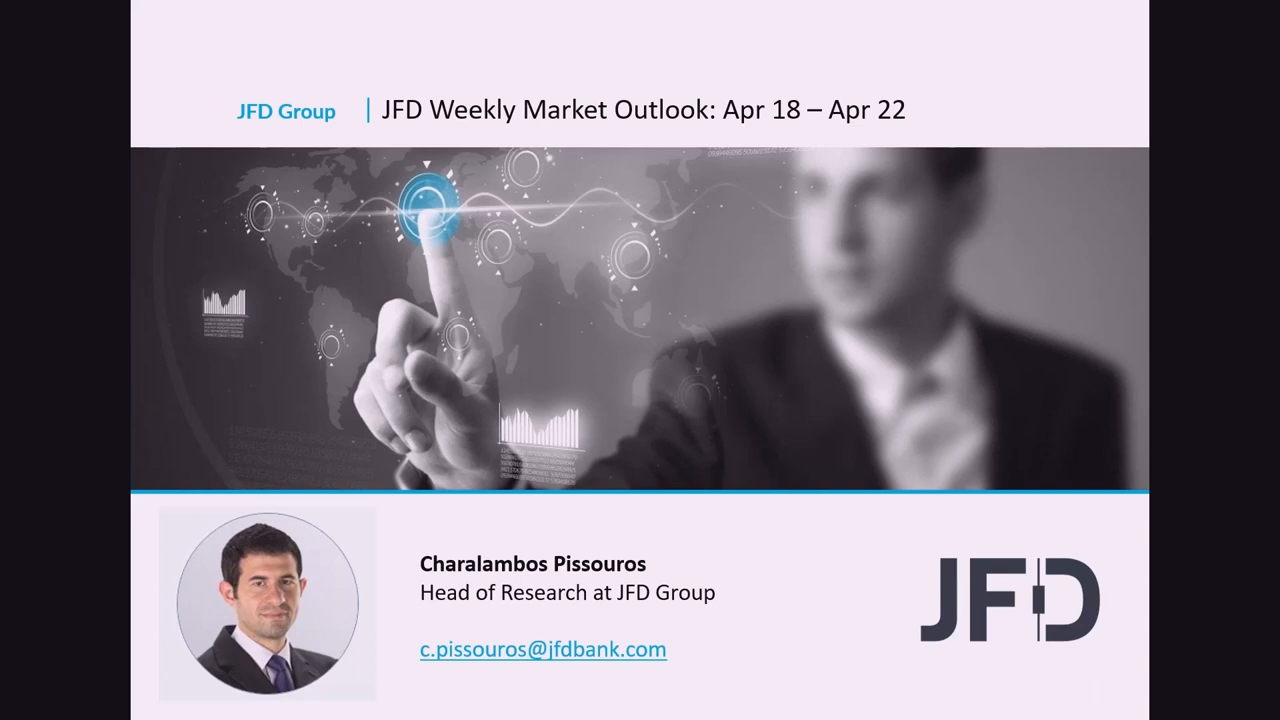 JFD Group | JFD Weekly Market Outlook: Apr 18 – Apr 22
Charalambos Pissouros
Head of Research at JFD Group
c.pissouros@jfdbank.com
JFD